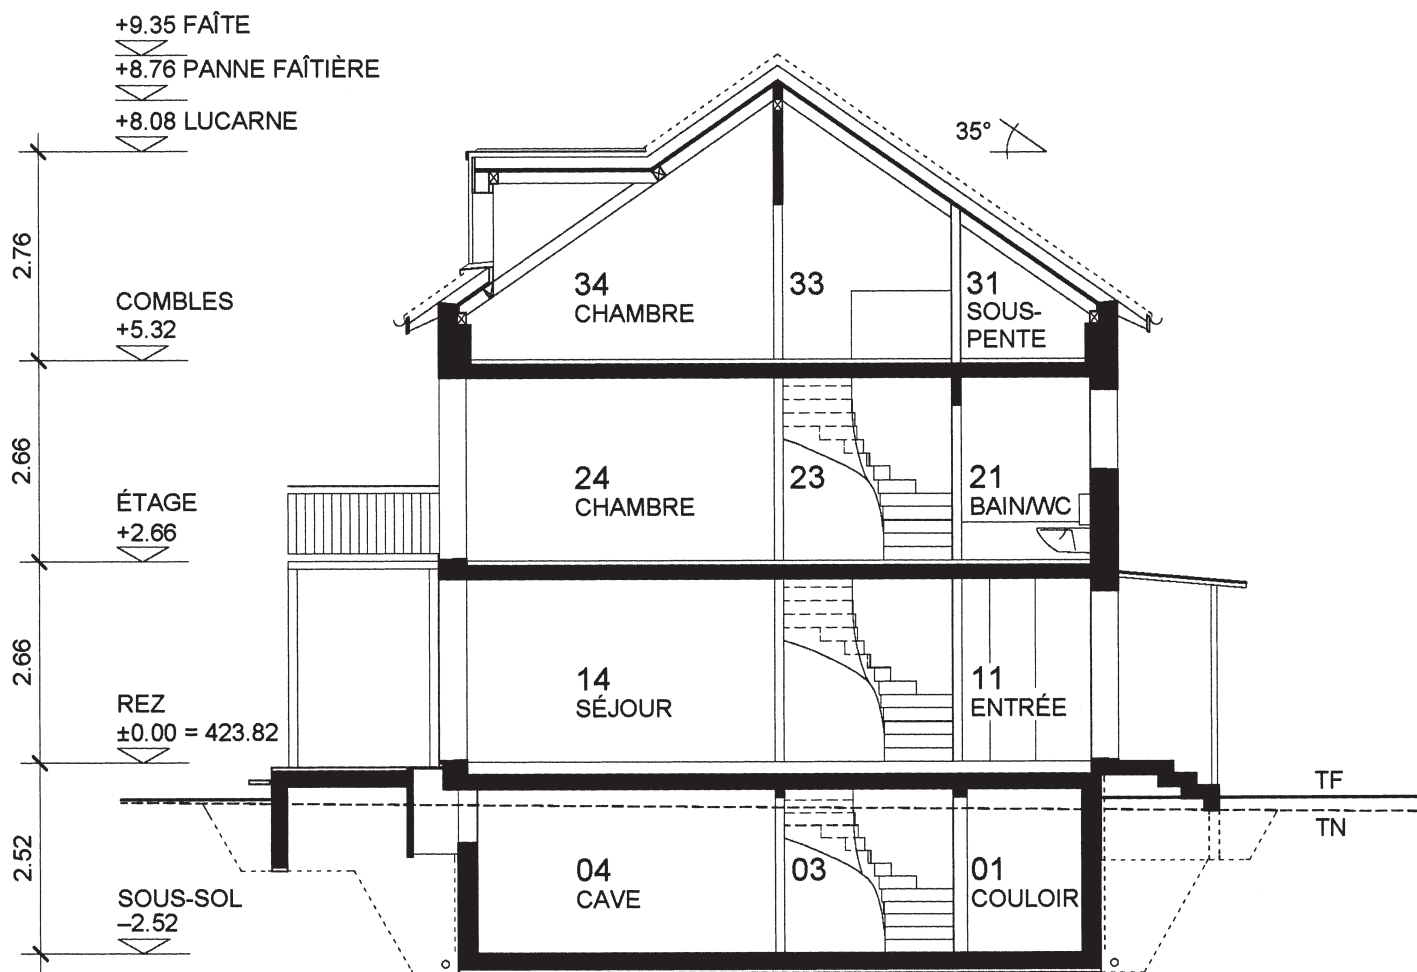 +9.35 FAÎTE
+8.76 PANNE FAÎTIÈRE
+8.08 LUCARNE
35°
2.76
34
CHAMBRE
33
31
SOUS-
PENTE
COMBLES
+5.32
2.66
24
CHAMBRE
23
21
BAIN/WC
ÉTAGE
+2.66
2.66
14
SÉJOUR
11
ENTRÉE
REZ
±0.00 = 423.82
TF
TN
2.52
04
CAVE
03
01
COULOIR
SOUS-SOL
–2.52